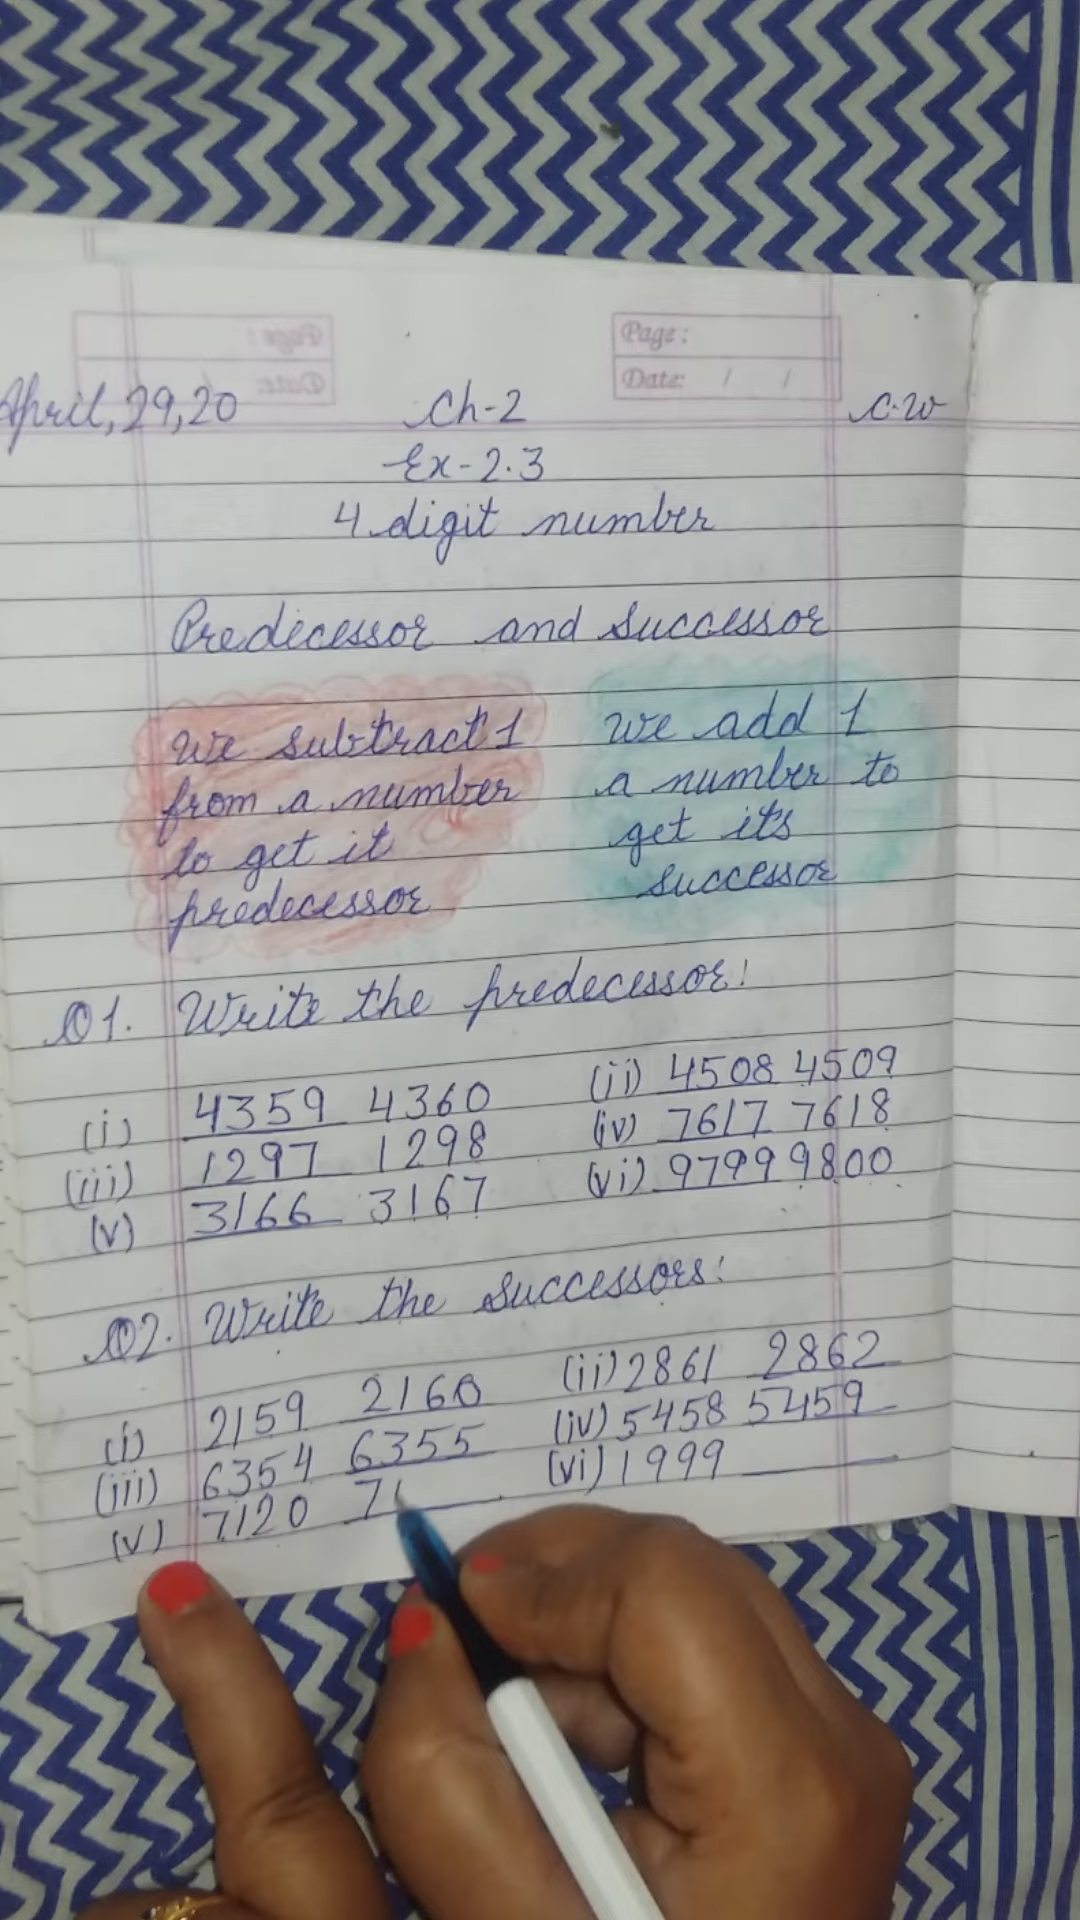 Page:
Date: / /
April, 29, 20 Ch-2 C.W
Ex-2.3
4 digit number
Predecessor and Successor
We subtract 1
from a number
to get it
predecessor
We add 1
a number to
get its
successor
Q1. Write the predecessor:
(i) 4359 4360 (ii) 4508 4509
(iii) 1297 1298 (iv) 7617 7618
(v) 3166 3167 (vi) 9799 9800
Q2. Write the Successors:
(i) 2159 2160 (ii) 2861 2862
(iii) 6354 6355 (iv) 5458 5459
(v) 7120 71 (vi) 1999